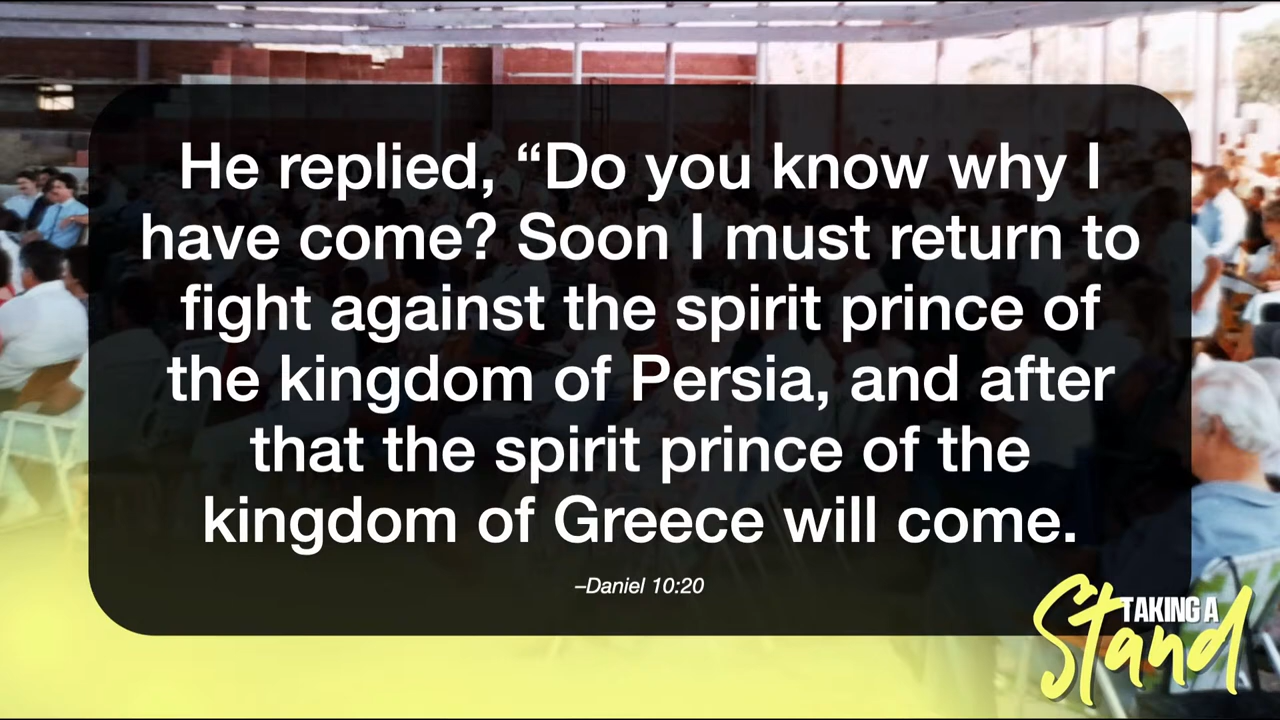 He replied, “Do you know why I
have come? Soon I must return to
fight against the spirit prince of
the kingdom of Persia, and after
that the spirit prince of the
kingdom of Greece will come.
–Daniel 10:20
TAKING A
Stand